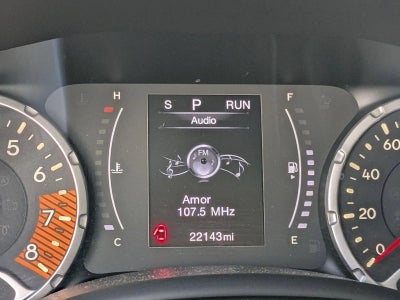 H
F
S P RUN
Audio
FM
Amor
107.5 MHz
22143mi
C
E
5
6
7
8
60
40
20
0